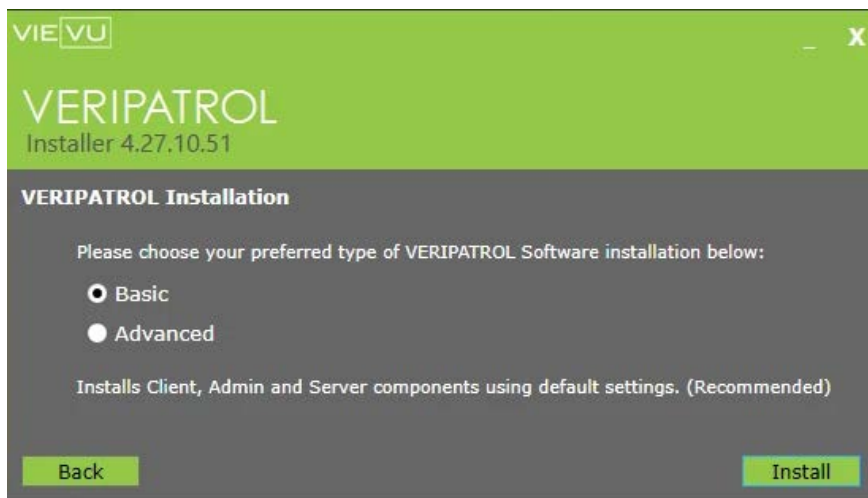 VIEVU
_ X
VERIPATROL
Installer 4.27.10.51
VERIPATROL Installation
Please choose your preferred type of VERIPATROL Software installation below:
Basic
Advanced
Installs Client, Admin and Server components using default settings. (Recommended)
Back Install